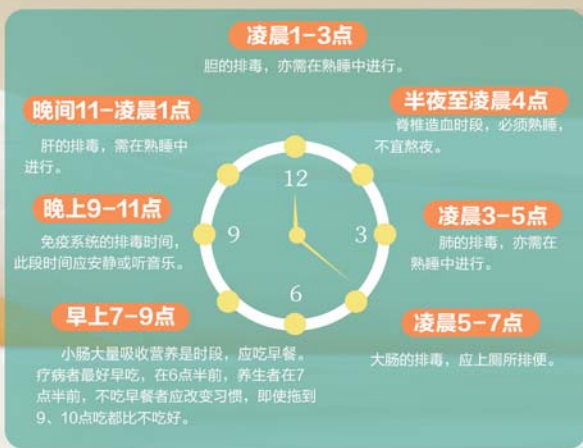 凌晨1-3点
胆的排毒，亦需在熟睡中进行。
晚间11-凌晨1点
肝的排毒，需在熟睡中
进行。
半夜至凌晨4点
脊椎造血时段，必须熟睡，
不宜熬夜。
晚上9-11点
免疫系统的排毒时间，
此段时间应安静或听音乐。
凌晨3-5点
肺的排毒，亦需在
熟睡中进行。
早上7-9点
小肠大量吸收营养是时段，应吃早餐。
疗病者最好早吃，在6点半前，养生者在7
点半前，不吃早餐者应改变习惯，即使拖到
9、10点吃都比不吃好。
凌晨5-7点
大肠的排毒，应上厕所排便。
12
9
3
6